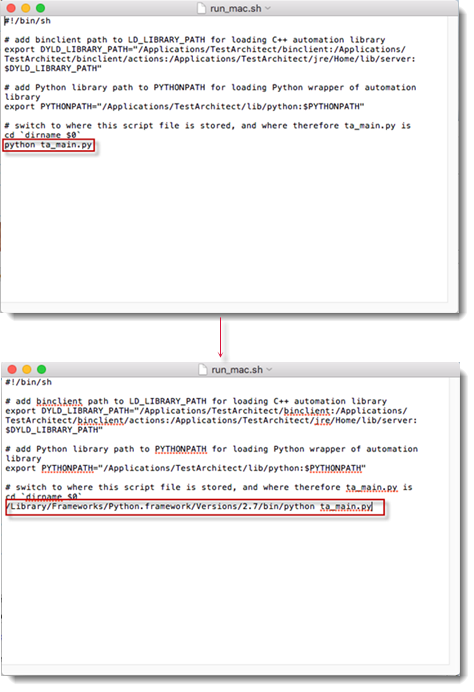 run_mac.sh
#!/bin/sh
# add binclient path to LD_LIBRARY_PATH for loading C++ automation library
export DYLD_LIBRARY_PATH="/Applications/TestArchitect/binclient:/Applications/
TestArchitect/binclient/actions:/Applications/TestArchitect/jre/Home/lib/server:
$DYLD_LIBRARY_PATH"
# add Python library path to PYTHONPATH for loading Python wrapper of automation
library
export PYTHONPATH="/Applications/TestArchitect/lib/python:$PYTHONPATH"
# switch to where this script file is stored, and where therefore ta_main.py is
cd `dirname $0`
python ta_main.py
run_mac.sh
#!/bin/sh
# add binclient path to LD_LIBRARY_PATH for loading C++ automation library
export DYLD_LIBRARY_PATH="/Applications/TestArchitect/binclient:/Applications/
TestArchitect/binclient/actions:/Applications/TestArchitect/jre/Home/lib/server:
$DYLD_LIBRARY_PATH"
# add Python library path to PYTHONPATH for loading Python wrapper of automation
library
export PYTHONPATH="/Applications/TestArchitect/lib/python:$PYTHONPATH"
# switch to where this script file is stored, and where therefore ta_main.py is
cd `dirname $0`
/Library/Frameworks/Python.framework/Versions/2.7/bin/python ta_main.py